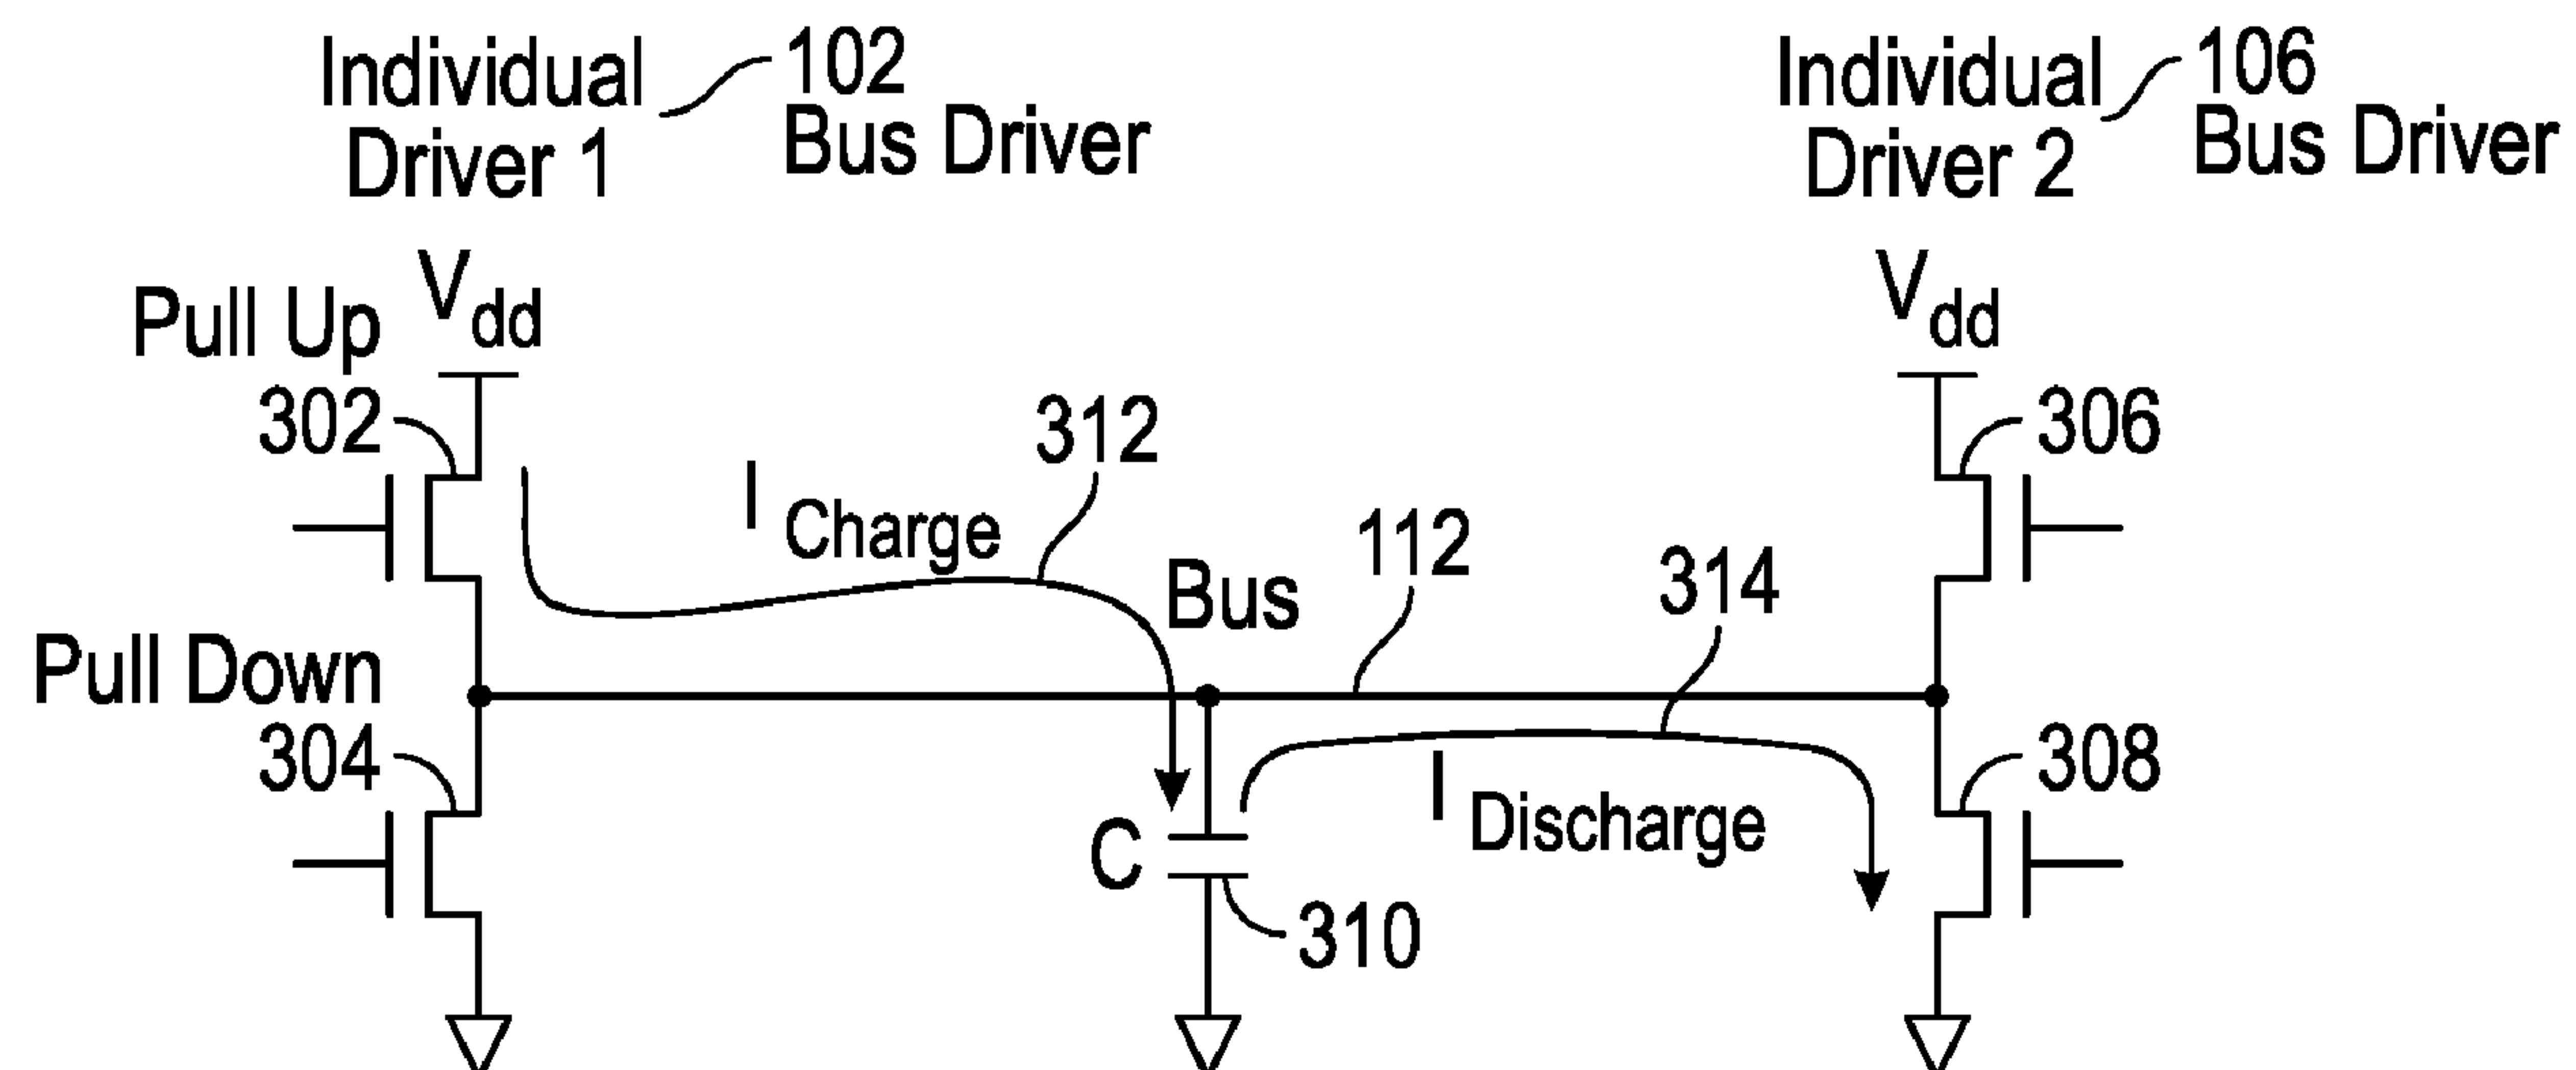 Individual
Driver 1
102
Bus Driver
Individual
Driver 2
106
Bus Driver
Pull Up
Vdd
302
Vdd
306
312
I Charge
Bus
112
314
Pull Down
304
308
C
I Discharge
310